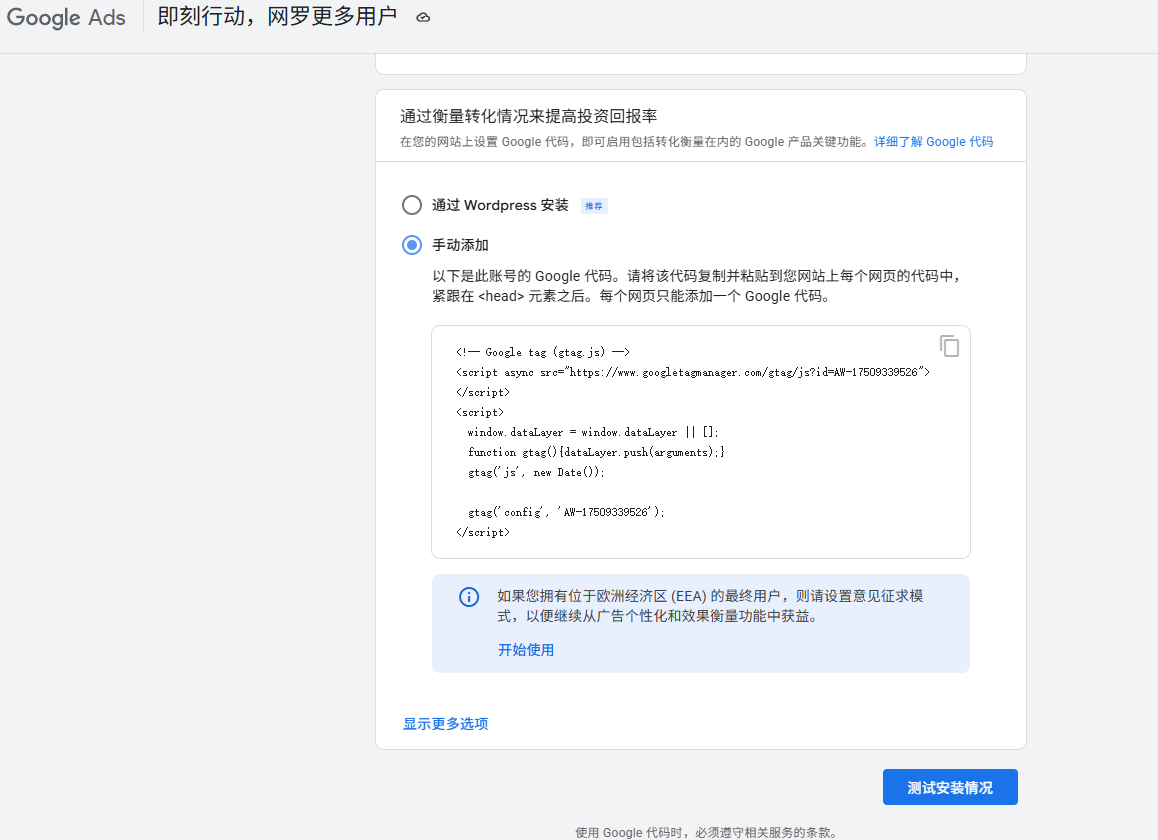 Google Ads
即刻行动，网罗更多用户
通过衡量转化情况来提高投资回报率
在您的网站上设置 Google 代码，即可启用包括转化衡量在内的 Google 产品关键功能。详细了解 Google 代码
通过 Wordpress 安装 推荐
手动添加
以下是此账号的 Google 代码。请将该代码复制并粘贴到您网站上每个网页的代码中，
紧跟在 <head> 元素之后。每个网页只能添加一个 Google 代码。
<!-- Google tag (gtag.js) -->
<script async src="https://www.googletagmanager.com/gtag/js?id=AW-17509339526">
</script>
<script>
  window.dataLayer = window.dataLayer || [];
  function gtag(){dataLayer.push(arguments);}
  gtag('js', new Date());
  gtag('config', 'AW-17509339526');
</script>
如果您拥有位于欧洲经济区 (EEA) 的最终用户，则请设置意见征求模
式，以便继续从广告个性化和效果衡量功能中获益。
开始使用
显示更多选项
测试安装情况
使用 Google 代码时，必须遵守相关服务的条款。